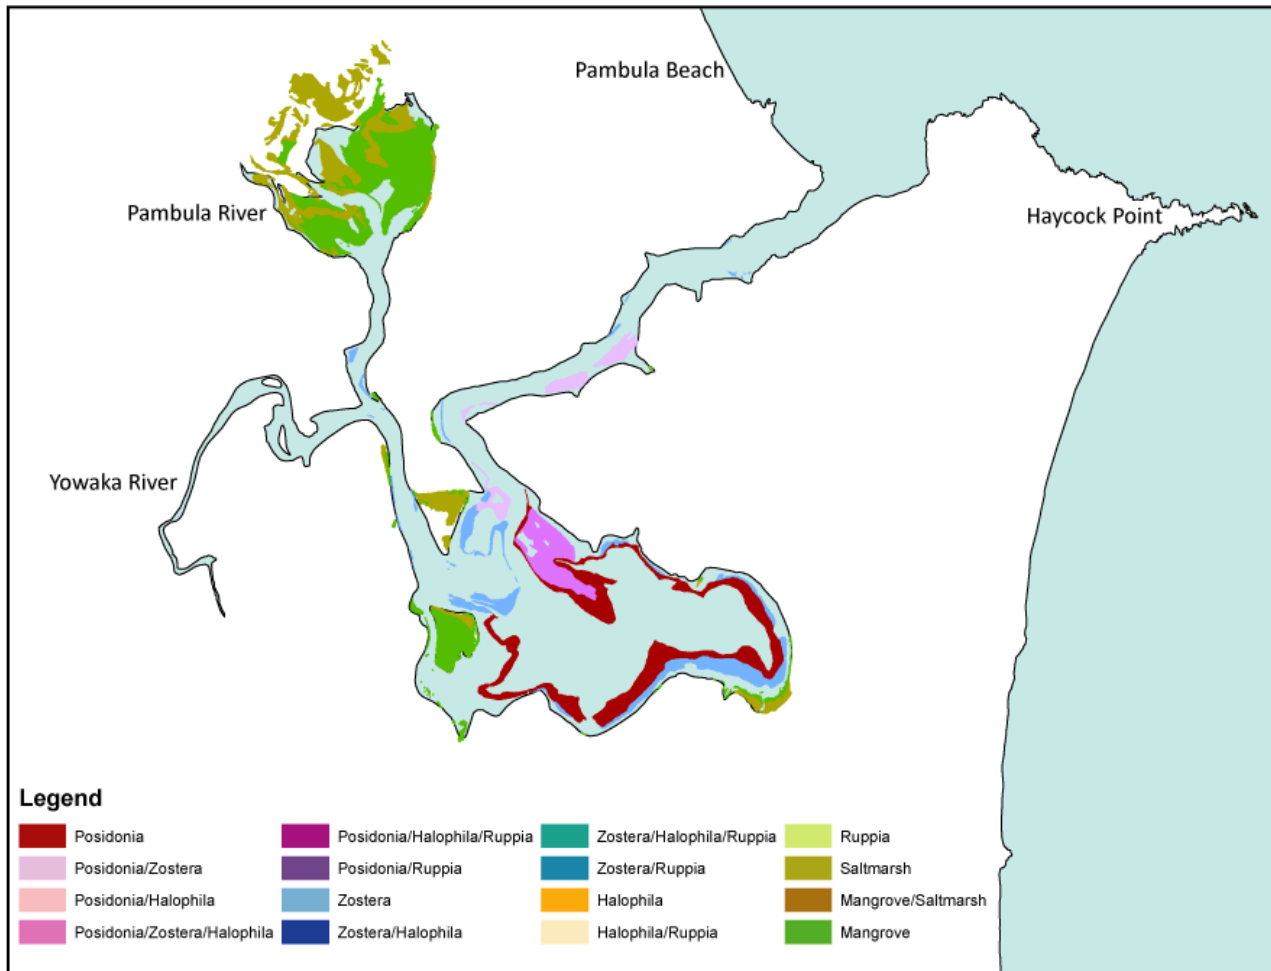 Pambula Beach
Pambula River
Haycock Point
Yowaka River
Legend
Posidonia
Posidonia/Halophila/Ruppia
Zostera/Halophila/Ruppia
Ruppia
Posidonia/Zostera
Posidonia/Ruppia
Zostera/Ruppia
Saltmarsh
Posidonia/Halophila
Zostera
Halophila
Mangrove/Saltmarsh
Posidonia/Zostera/Halophila
Zostera/Halophila
Halophila/Ruppia
Mangrove